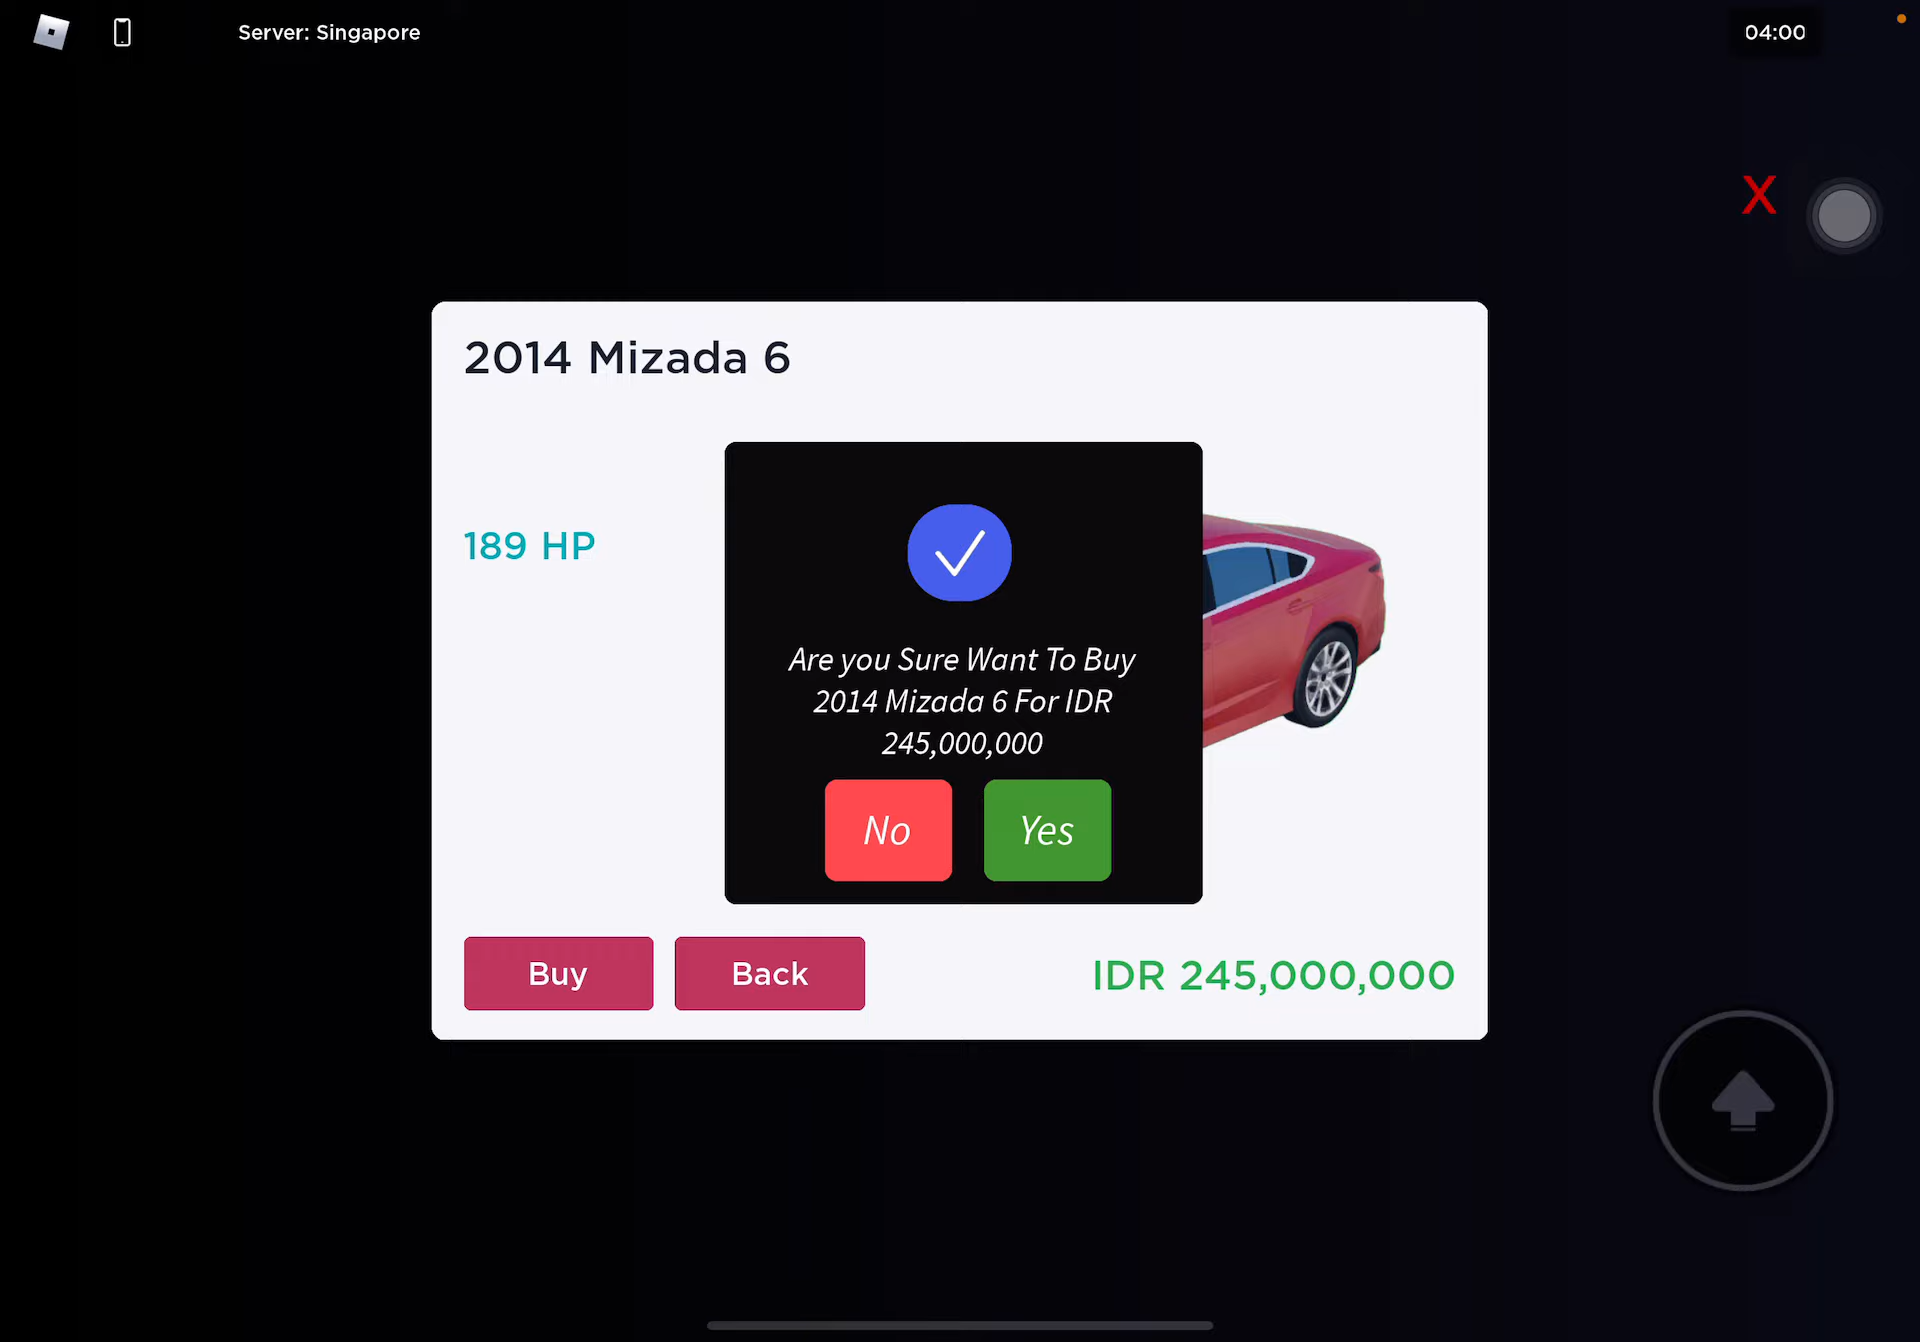 Server: Singapore
04:00
X
2014 Mizada 6
189 HP
Are you Sure Want To Buy
2014 Mizada 6 For IDR
245,000,000
No
Yes
Buy
Back
IDR 245,000,000